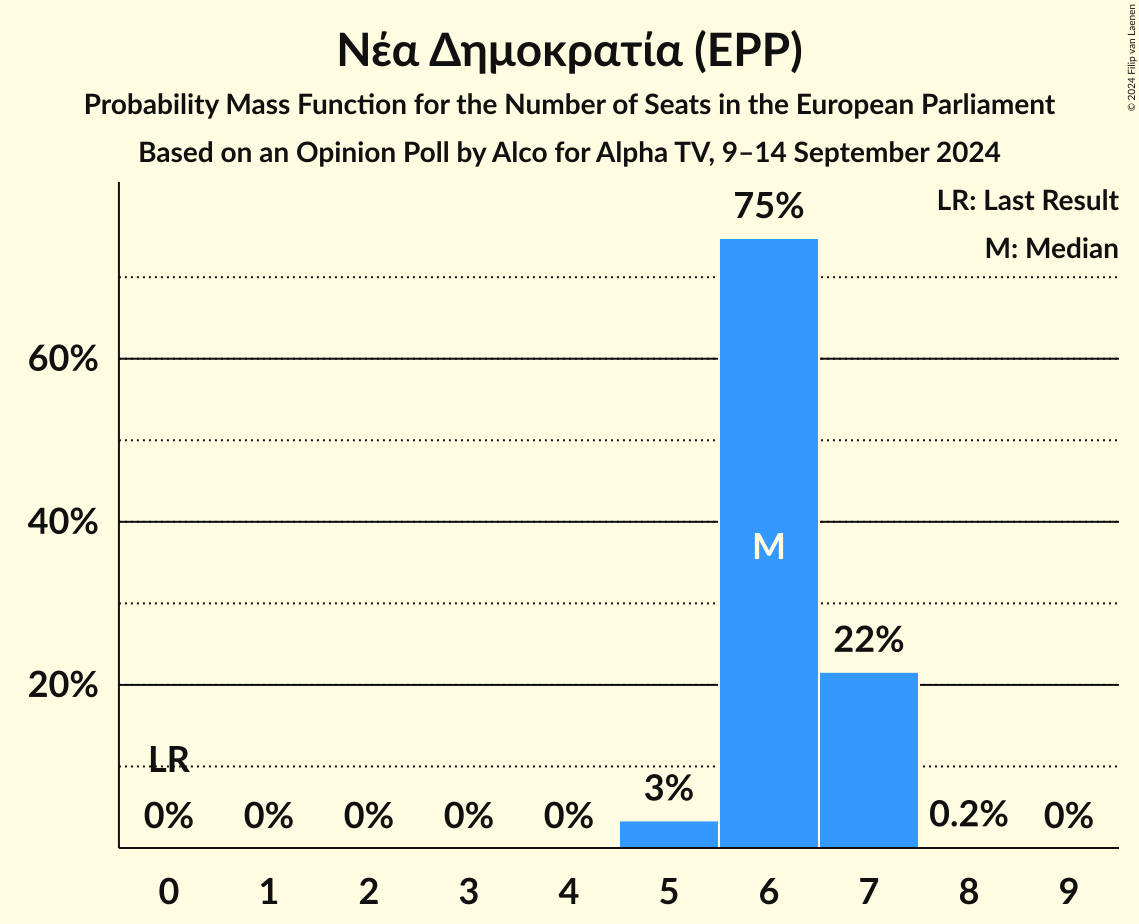 Νέα Δημοκρατία (EPP)
Probability Mass Function for the Number of Seats in the European Parliament
Based on an Opinion Poll by Alco for Alpha TV, 9–14 September 2024
© 2024 Filip van Laenen
LR: Last Result
M: Median
75%
60%
40%
M
22%
20%
LR
3%
0% 0% 0% 0% 0% 0.2% 0%
0 1 2 3 4 5 6 7 8 9